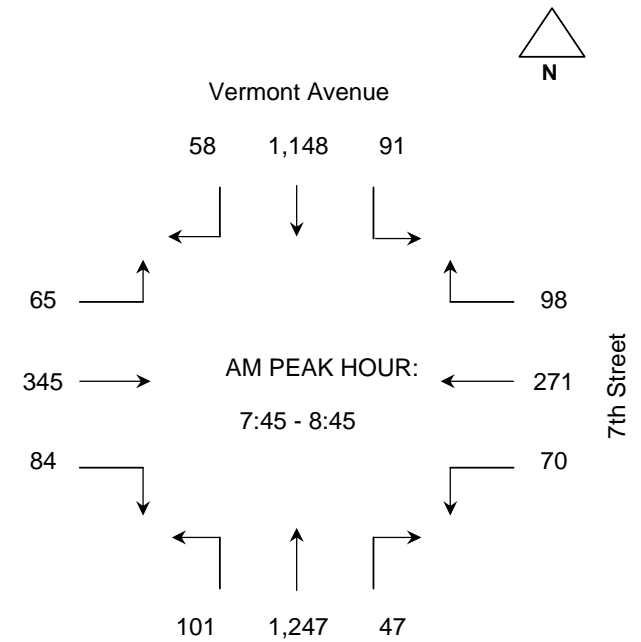 N
Vermont Avenue
58 1,148 91
65 98
345 AM PEAK HOUR: 271
7:45 - 8:45
84 70
7th Street
101 1,247 47